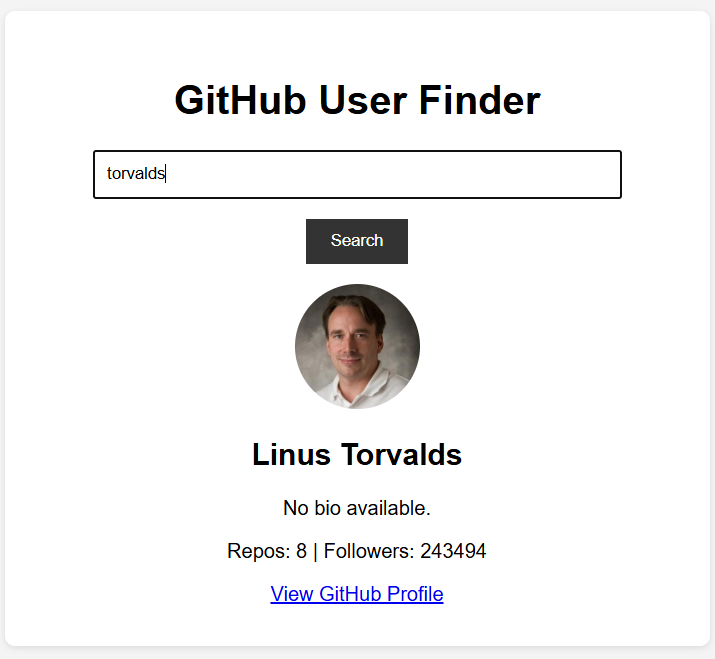 GitHub User Finder
torvalds
Search
Linus Torvalds
No bio available.
Repos: 8 | Followers: 243494
View GitHub Profile